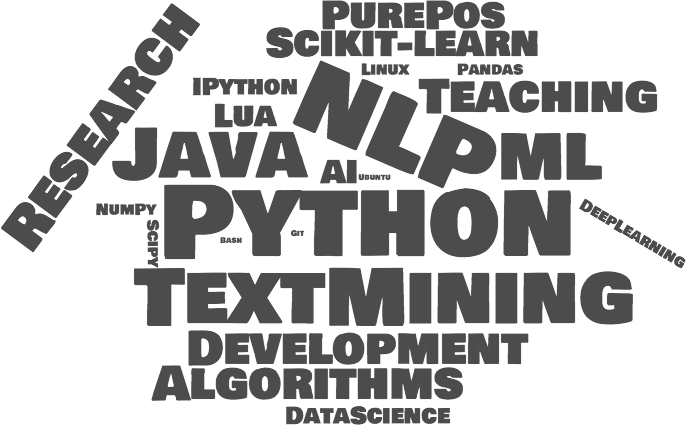 PurePos
Scikit-learn
Research
Linux
Pandas
IPython
Teaching
NLP
Lua
Java
ML
AI
Ubuntu
Python
NumPy
Scipy
Bash
Git
DeepLearning
TextMining
Development
Algorithms
DataScience